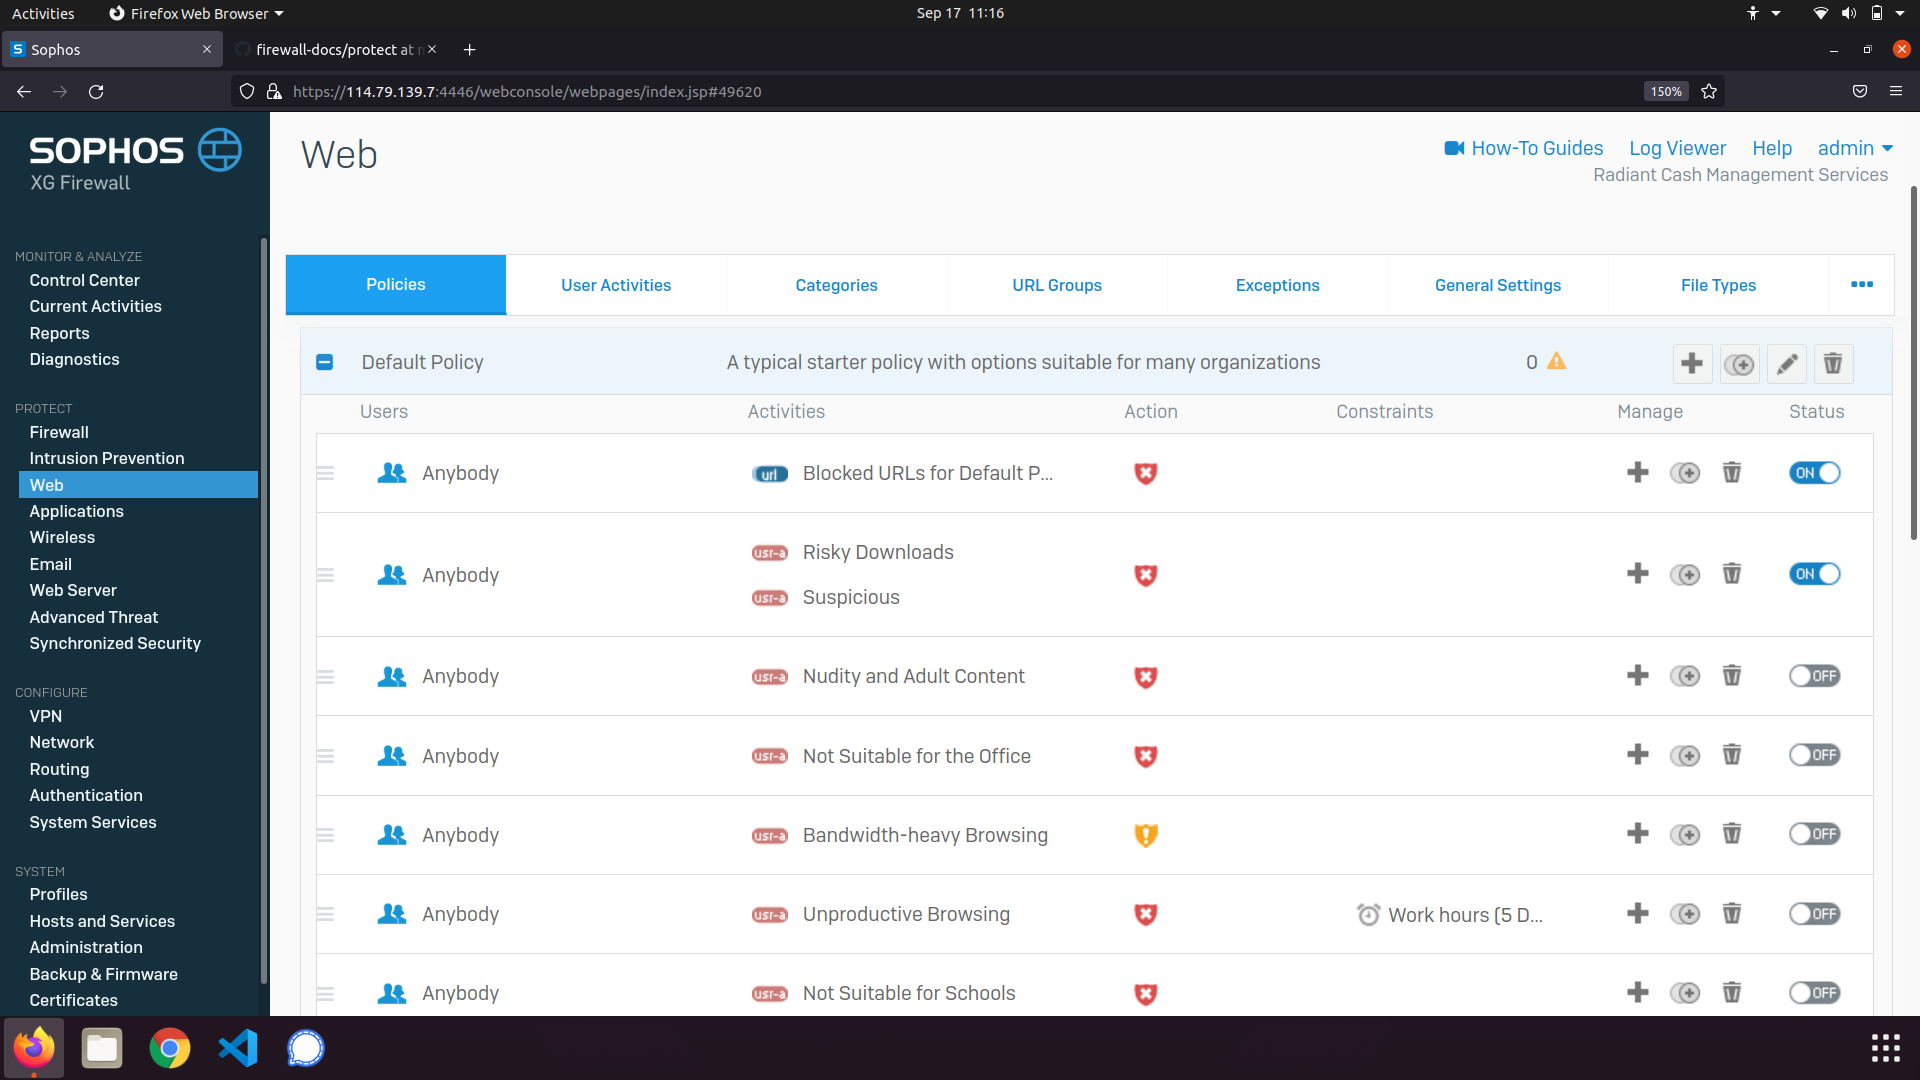 Activities
Firefox Web Browser
Sep 17 11:16
Sophos
firewall-docs/protect at
https://114.79.139.7:4446/webconsole/webpages/index.jsp#49620
150%
SOPHOS
XG Firewall
MONITOR & ANALYZE
Control Center
Current Activities
Reports
Diagnostics
PROTECT
Firewall
Intrusion Prevention
Web
Applications
Wireless
Email
Web Server
Advanced Threat
Synchronized Security
CONFIGURE
VPN
Network
Routing
Authentication
System Services
SYSTEM
Profiles
Hosts and Services
Administration
Backup & Firmware
Certificates
Web
How-To Guides
Log Viewer
Help
admin
Radiant Cash Management Services
Policies
User Activities
Categories
URL Groups
Exceptions
General Settings
File Types
Default Policy
A typical starter policy with options suitable for many organizations
0
Users
Activities
Action
Constraints
Manage
Status
Anybody
url
Blocked URLs for Default P...
ON
Anybody
usr-a
Risky Downloads
usr-a
Suspicious
ON
Anybody
usr-a
Nudity and Adult Content
OFF
Anybody
usr-a
Not Suitable for the Office
OFF
Anybody
usr-a
Bandwidth-heavy Browsing
OFF
Anybody
usr-a
Unproductive Browsing
Work hours (5 D...
OFF
Anybody
usr-a
Not Suitable for Schools
OFF